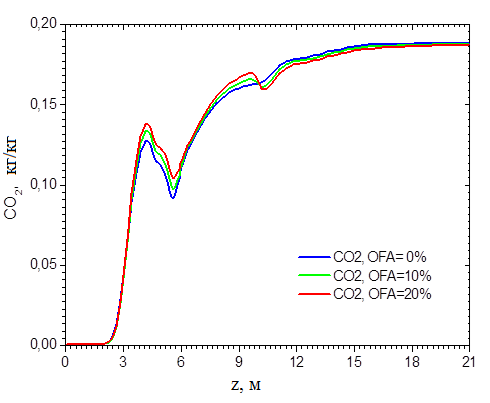 0,20
0,15
0,10
0,05
0,00
CO2, кг/кг
CO2, OFA= 0%
CO2, OFA=10%
CO2, OFA=20%
0 3 6 9 12 15 18 21
z, м